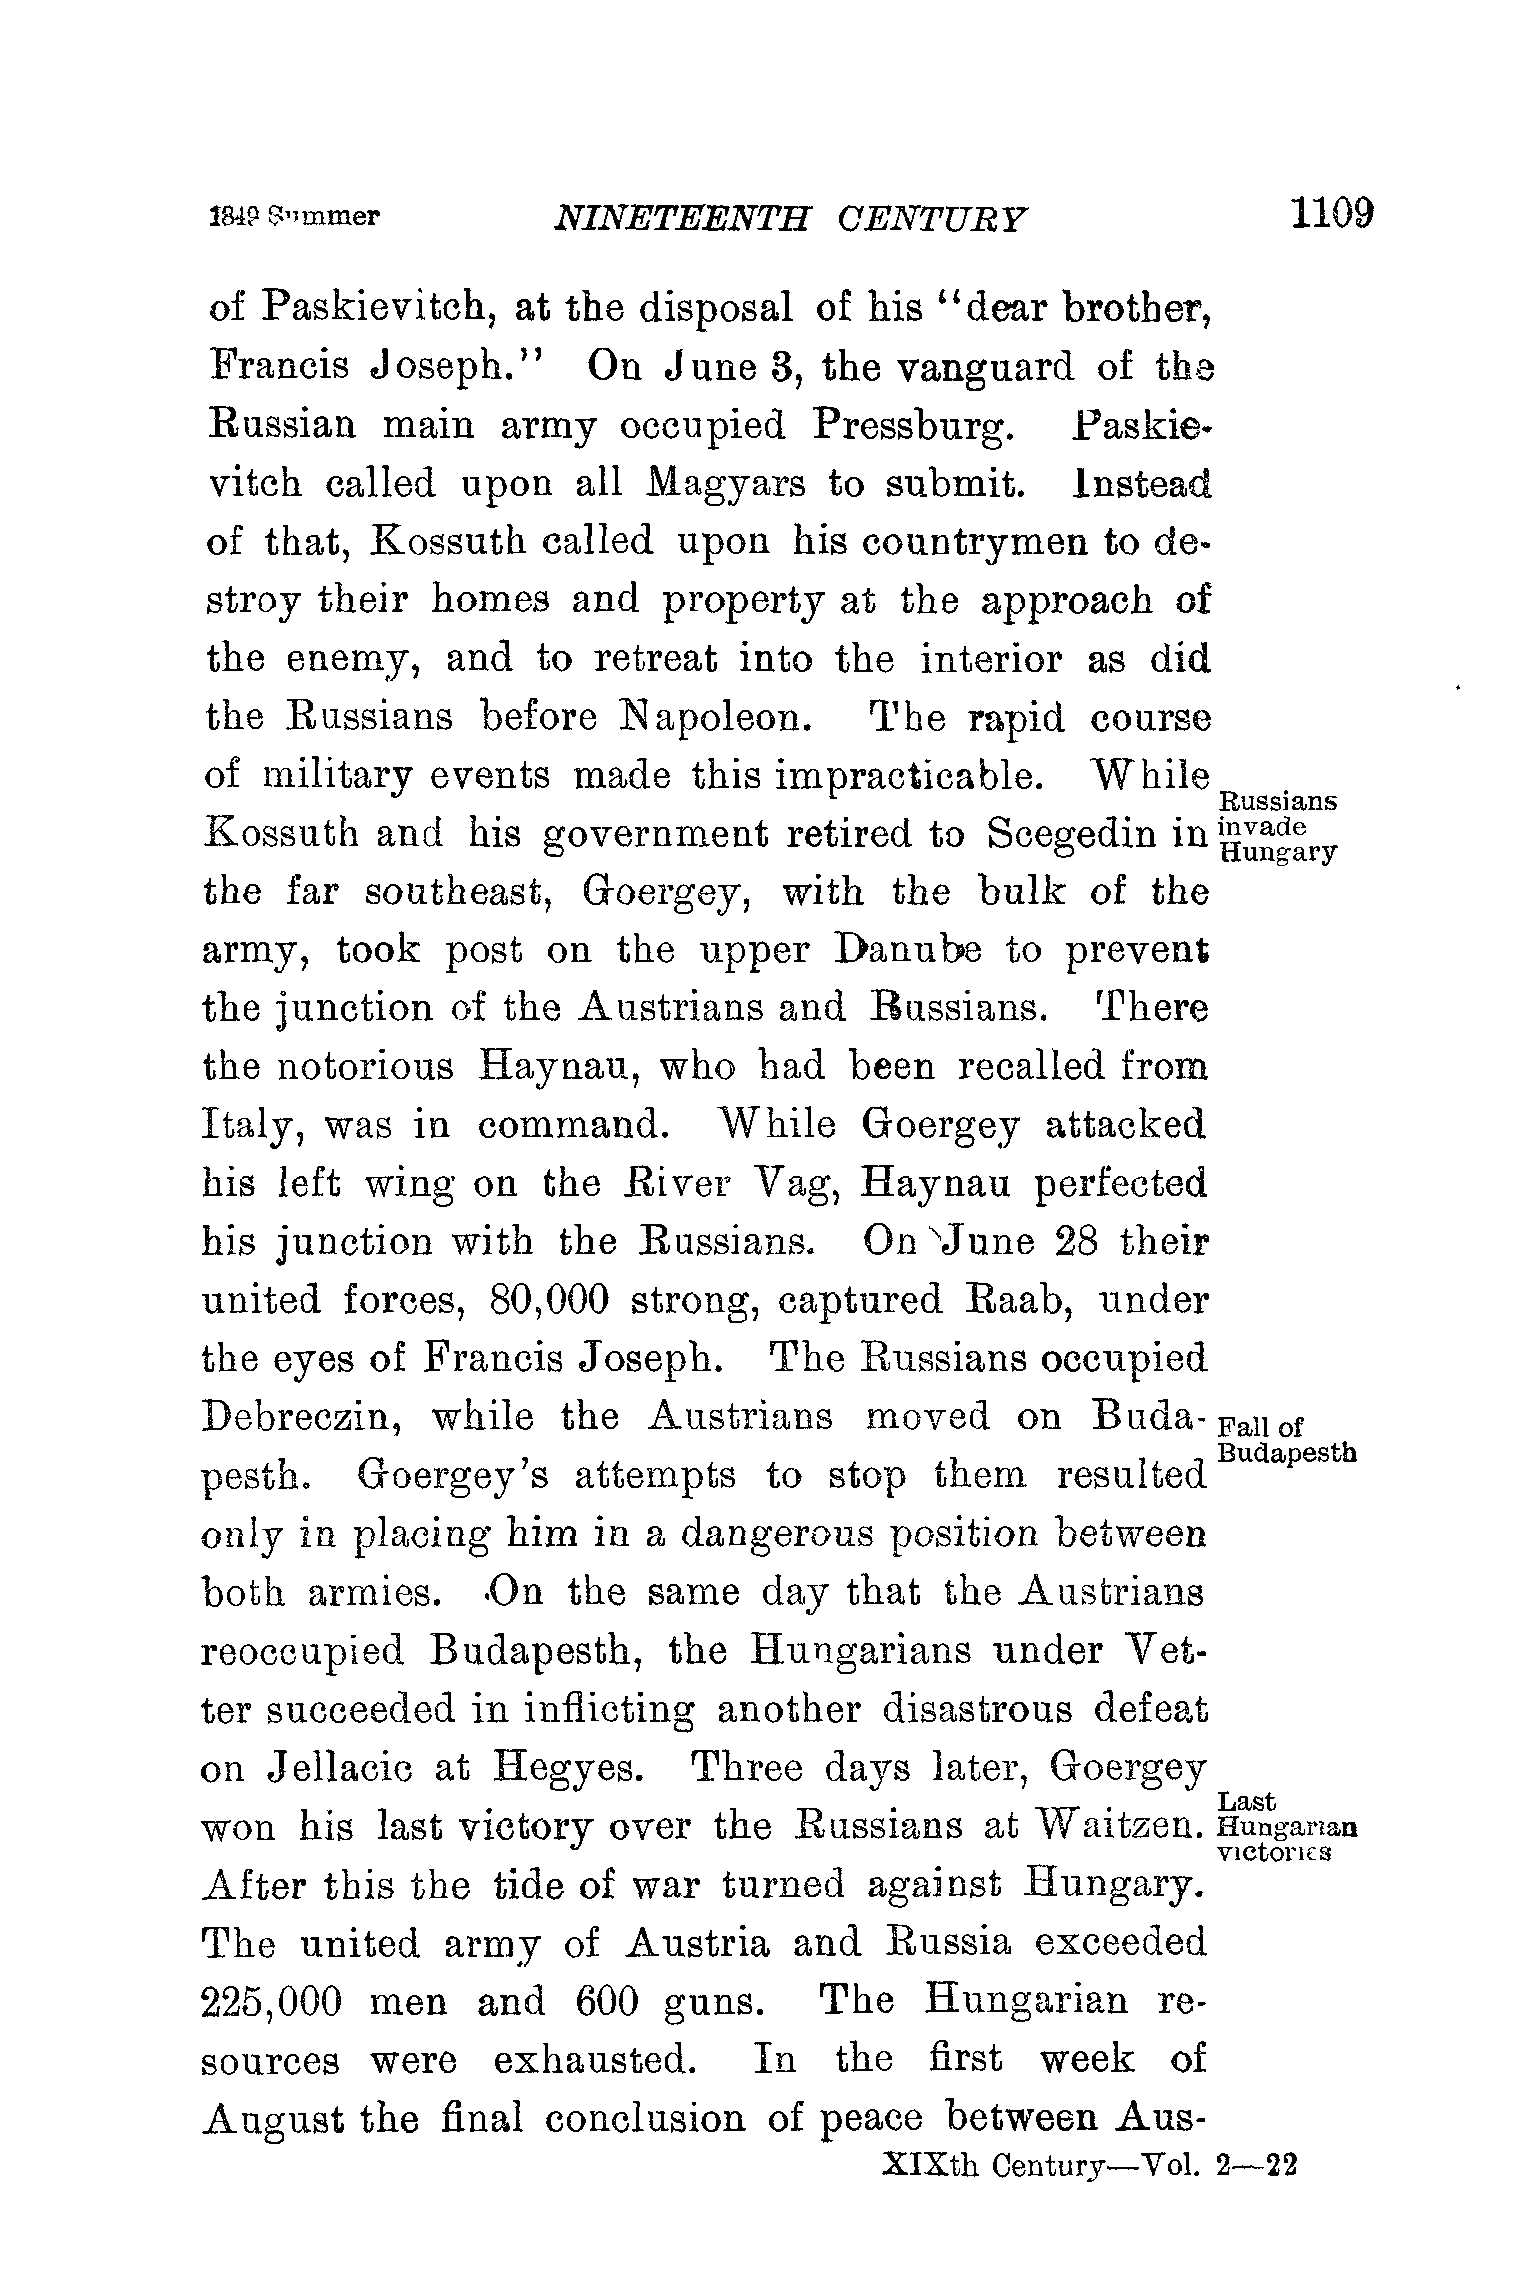 1849 Summer NINETEENTH CENTURY 1109
of Paskievitch, at the disposal of his "dear brother,
Francis Joseph." On June 3, the vanguard of the
Russian main army occupied Pressburg. Paskie-
vitch called upon all Magyars to submit. Instead
of that, Kossuth called upon his countrymen to de-
stroy their homes and property at the approach of
the enemy, and to retreat into the interior as did
the Russians before Napoleon. The rapid course
of military events made this impracticable. While
Kossuth and his government retired to Scegedin in
Russians
invade
Hungary
the far southeast, Goergey, with the bulk of the
army, took post on the upper Danube to prevent
the junction of the Austrians and Russians. There
the notorious Haynau, who had been recalled from
Italy, was in command. While Goergey attacked
his left wing on the River Vag, Haynau perfected
his junction with the Russians. On June 28 their
united forces, 80,000 strong, captured Raab, under
the eyes of Francis Joseph. The Russians occupied
Debreczin, while the Austrians moved on Buda-
pesth. Goergey's attempts to stop them resulted
Fall of
Budapesth
only in placing him in a dangerous position between
both armies. On the same day that the Austrians
reoccupied Budapesth, the Hungarians under Vet-
ter succeeded in inflicting another disastrous defeat
on Jellacic at Hegyes. Three days later, Goergey
won his last victory over the Russians at Waitzen.
Last
Hungarian
victories
After this the tide of war turned against Hungary.
The united army of Austria and Russia exceeded
225,000 men and 600 guns. The Hungarian re-
sources were exhausted. In the first week of
August the final conclusion of peace between Aus-
XIXth Century—Vol. 2—22